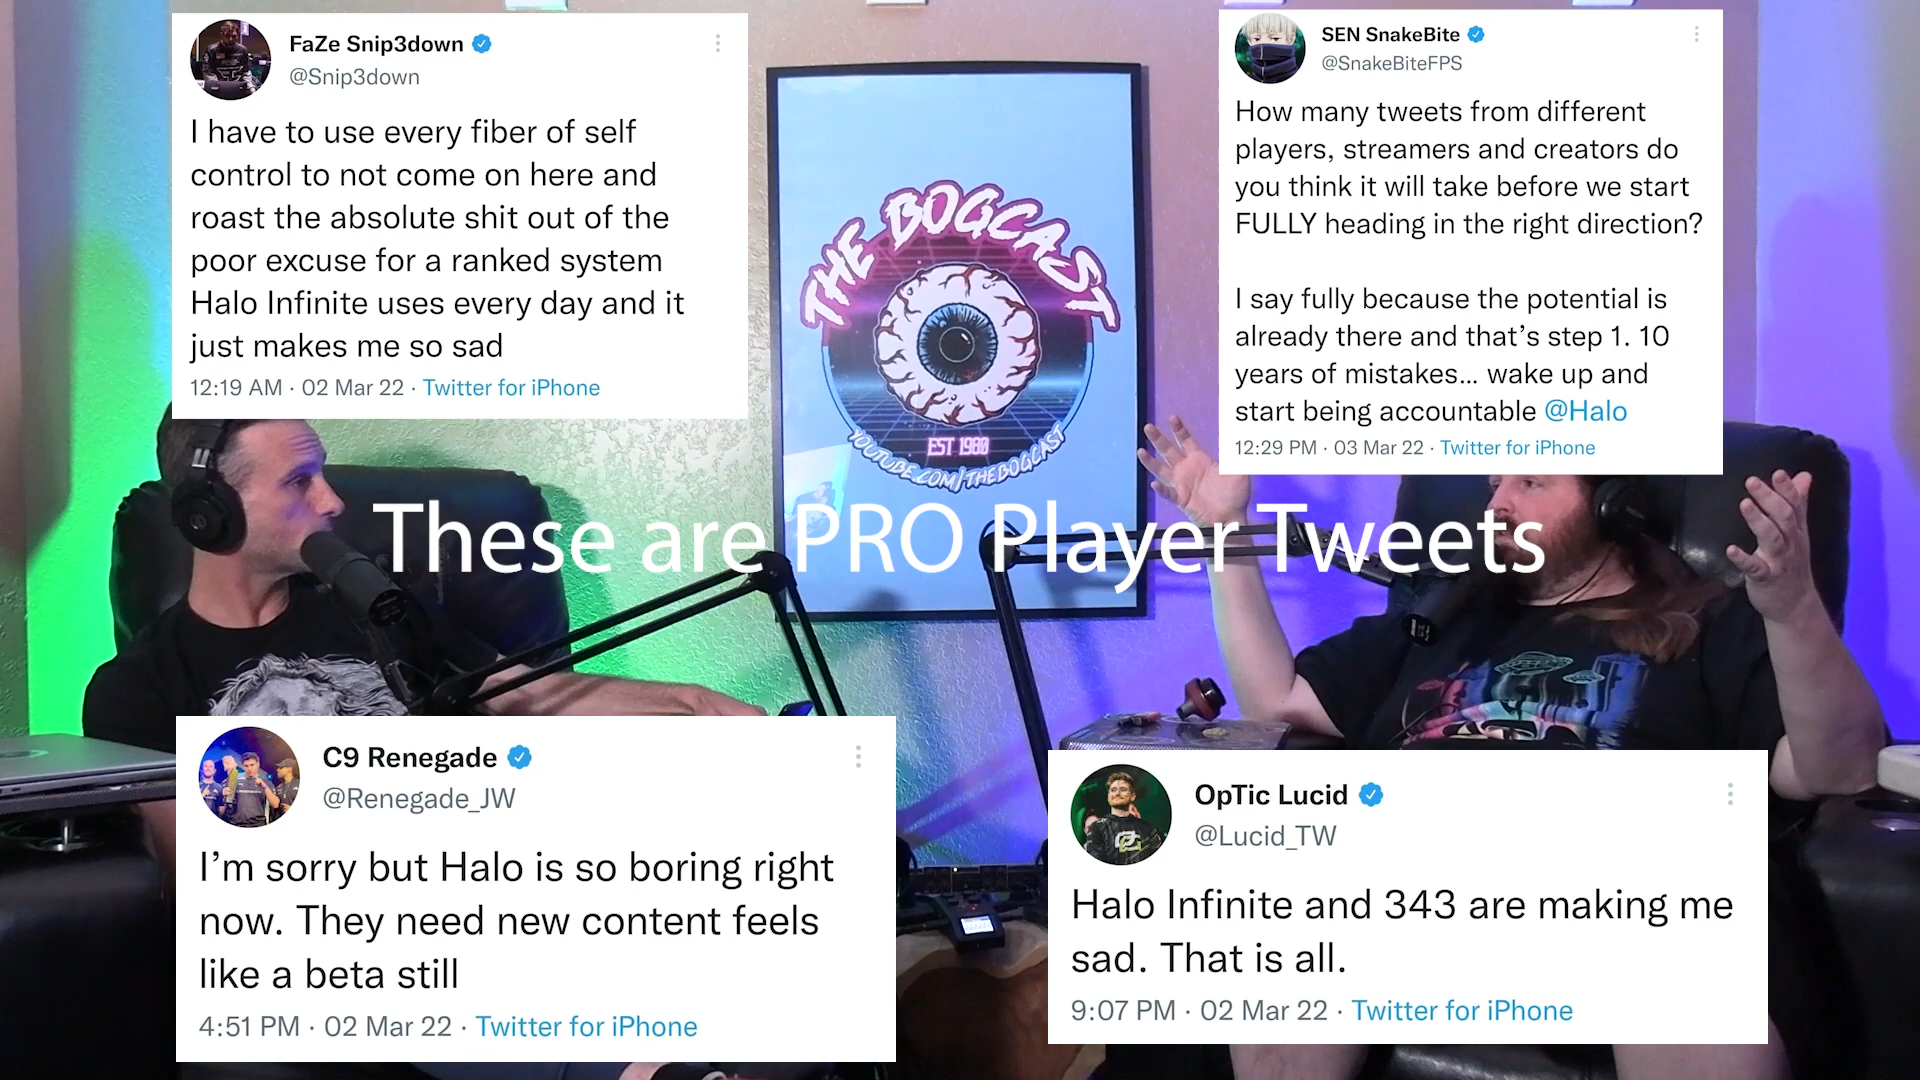 FaZe Snip3down
@Snip3down
I have to use every fiber of self
control to not come on here and
roast the absolute shit out of the
poor excuse for a ranked system
Halo Infinite uses every day and it
just makes me so sad
12:19 AM · 02 Mar 22 · Twitter for iPhone
SEN SnakeBite
@SnakeBiteFPS
How many tweets from different
players, streamers and creators do
you think it will take before we start
FULLY heading in the right direction?
I say fully because the potential is
already there and that’s step 1. 10
years of mistakes... wake up and
start being accountable @Halo
12:29 PM · 03 Mar 22 · Twitter for iPhone
THE BOGCAST
EST 1980
YOUTUBE.COM/THEBOGCAST
These are PRO Player Tweets
C9 Renegade
@Renegade_JW
I’m sorry but Halo is so boring right
now. They need new content feels
like a beta still
4:51 PM · 02 Mar 22 · Twitter for iPhone
OpTic Lucid
@Lucid_TW
Halo Infinite and 343 are making me
sad. That is all.
9:07 PM · 02 Mar 22 · Twitter for iPhone